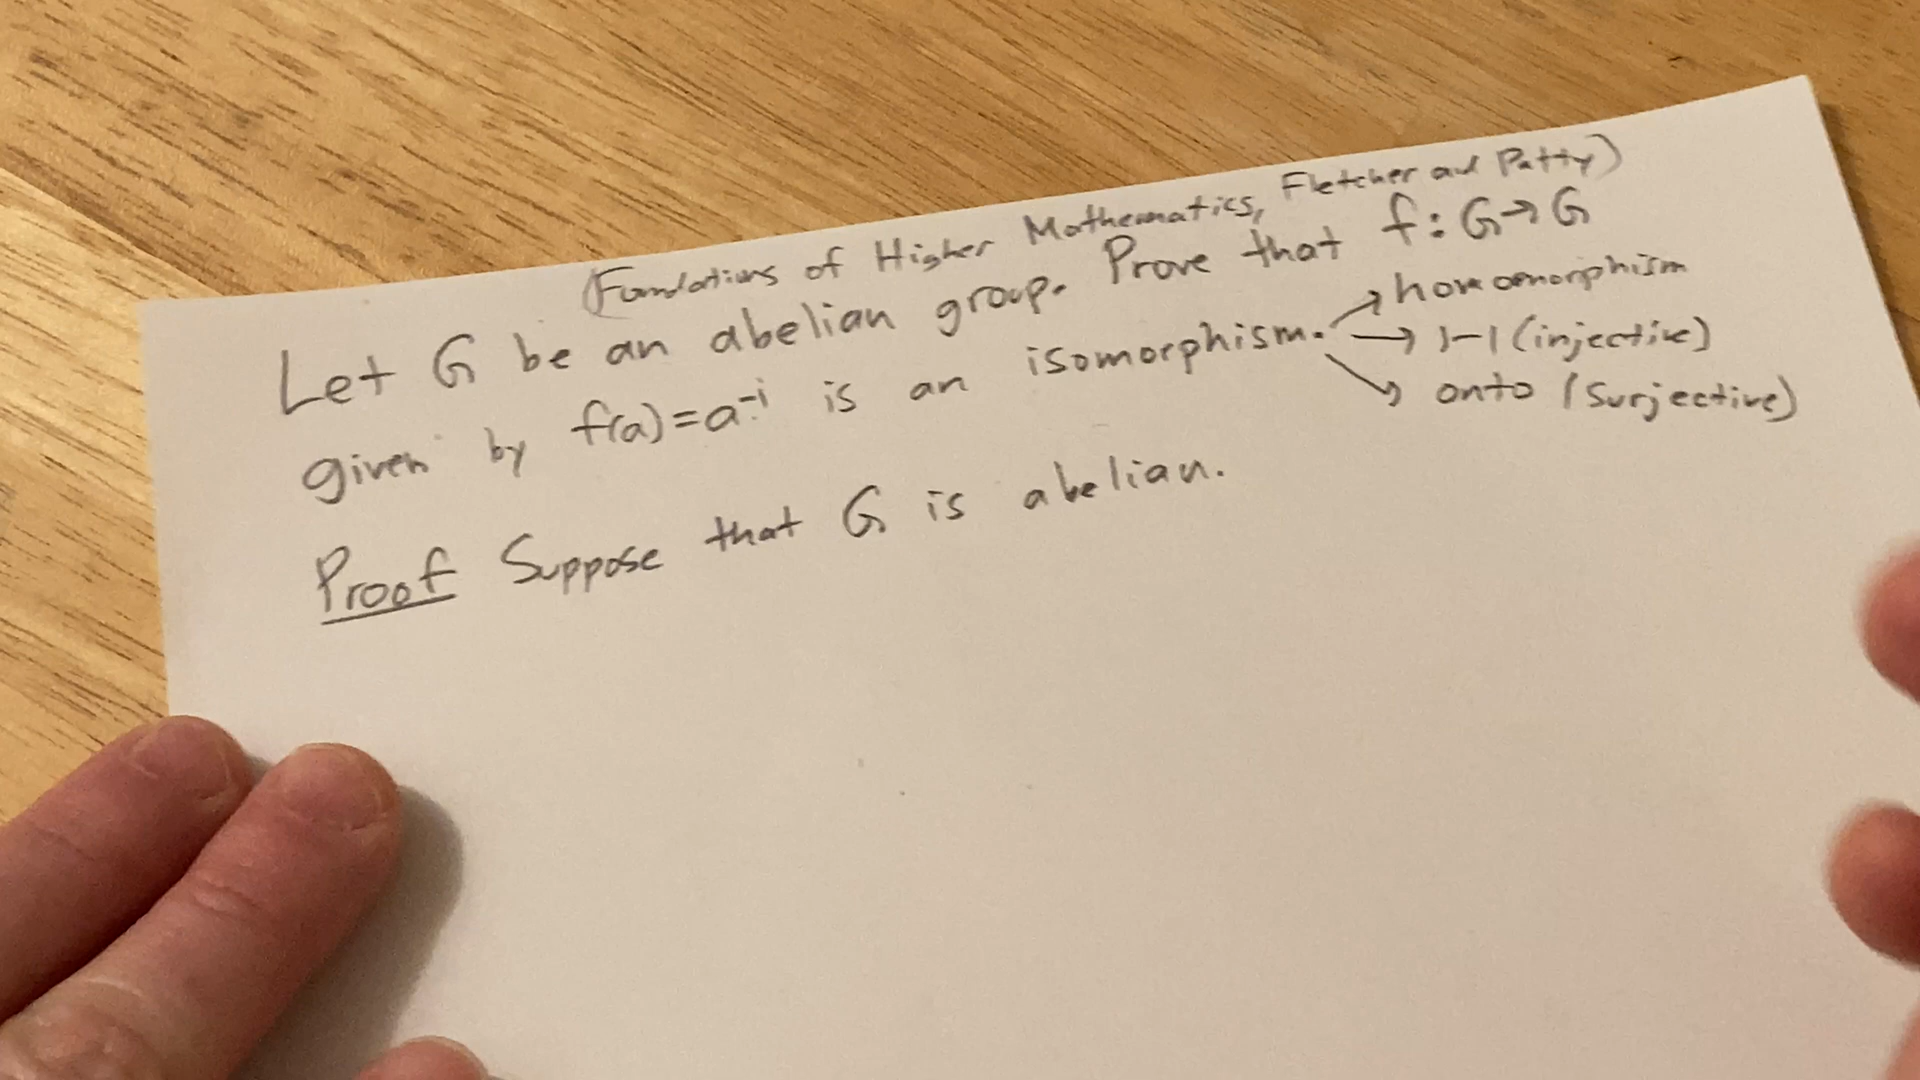 (Foundations of Higher Mathematics, Fletcher and Patty)
Let G be an abelian group. Prove that f: G→G
given by f(a)=a⁻¹ is an isomorphism. → homomorphism
→ 1-1 (injective)
→ onto (surjective)
Proof Suppose that G is abelian.